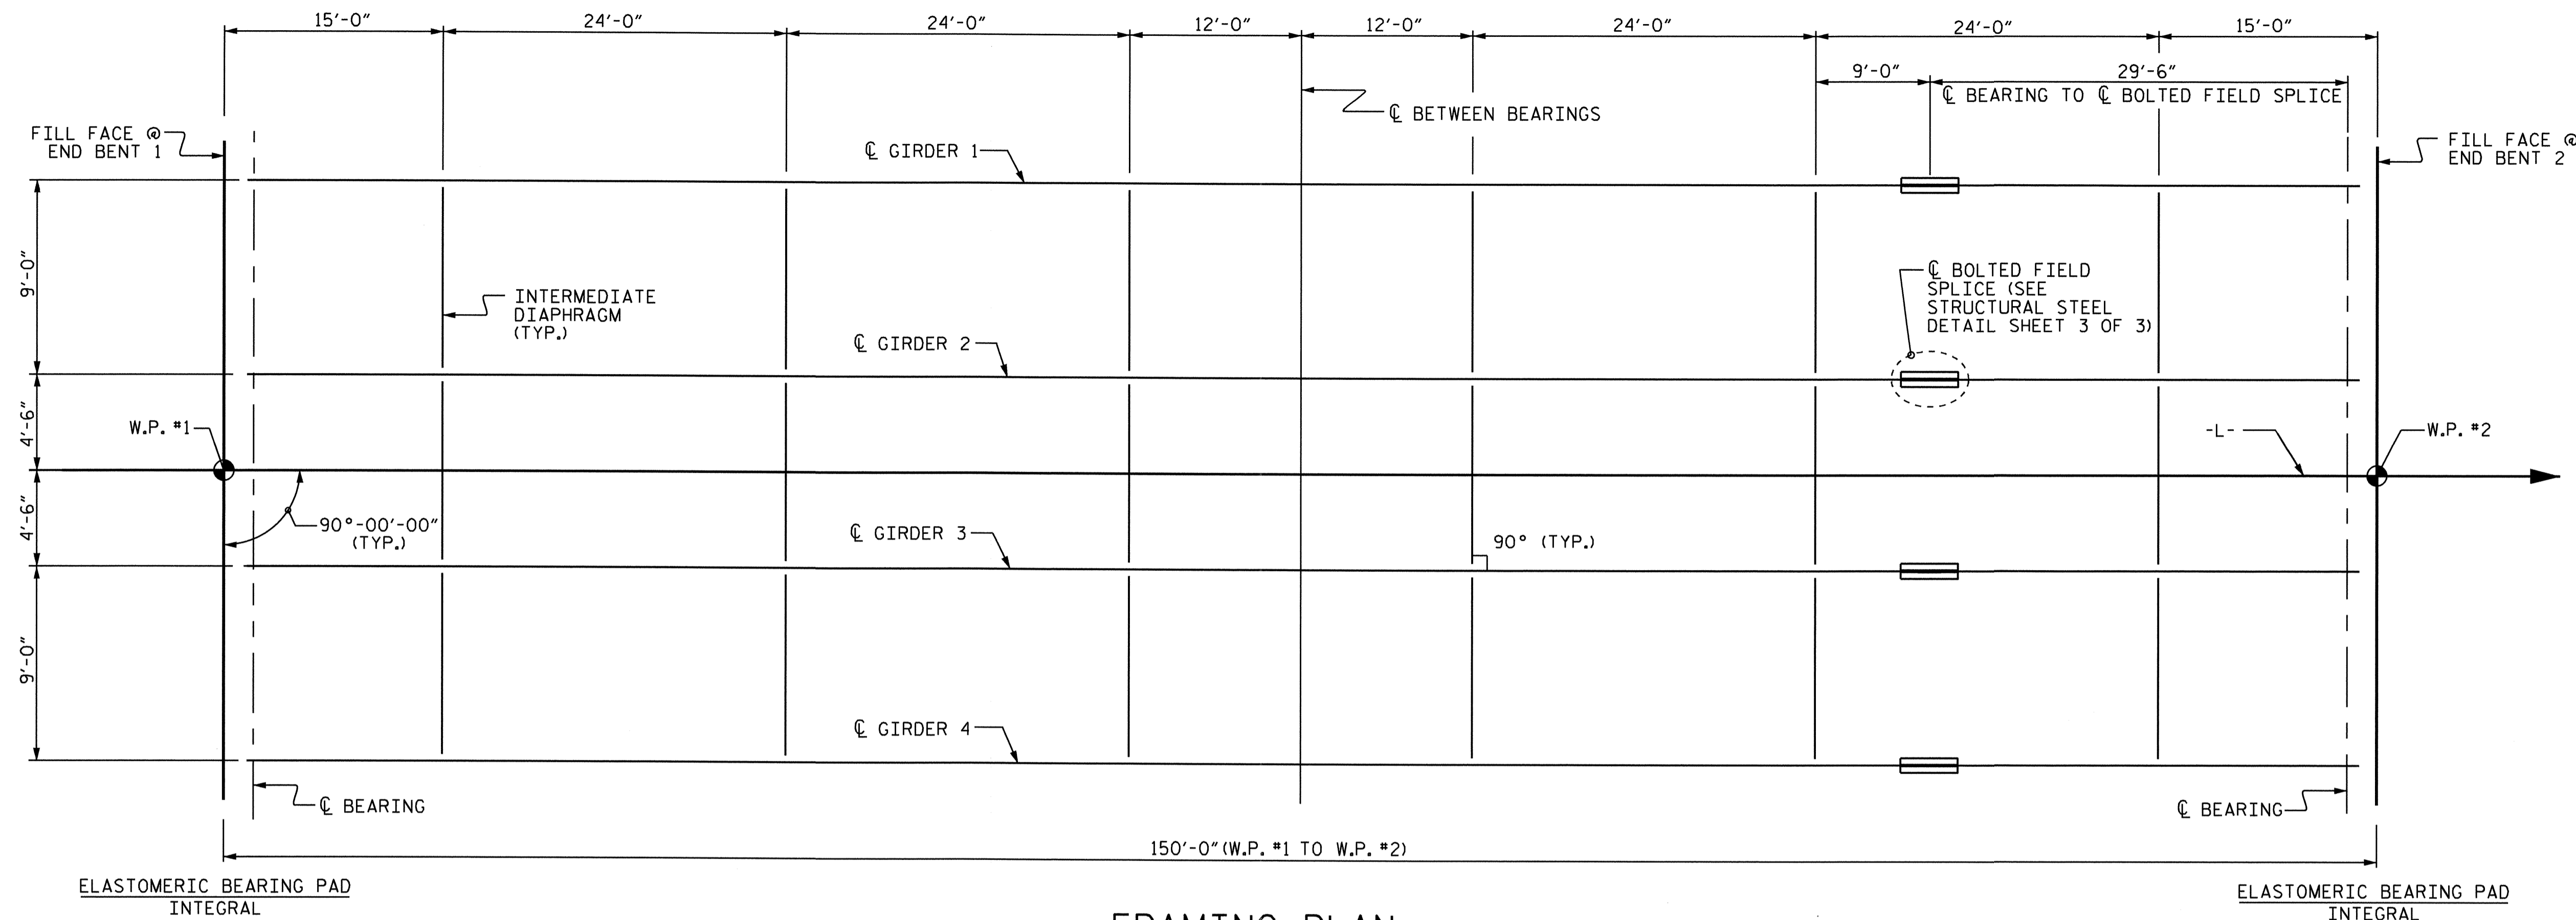 15'-0" 24'-0" 24'-0" 12'-0" 12'-0" 24'-0" 24'-0" 15'-0"
9'-0" 29'-6"
℄ BEARING TO ℄ BOLTED FIELD SPLICE
℄ BETWEEN BEARINGS
FILL FACE @
END BENT 1
℄ GIRDER 1
FILL FACE @
END BENT 2
9'-0"
INTERMEDIATE
DIAPHRAGM
(TYP.)
℄ BOLTED FIELD
SPLICE (SEE
STRUCTURAL STEEL
DETAIL SHEET 3 OF 3)
℄ GIRDER 2
4'-6"
W.P. #1
-L-
W.P. #2
4'-6"
90°-00'-00"
(TYP.)
℄ GIRDER 3
90° (TYP.)
9'-0"
℄ GIRDER 4
℄ BEARING
℄ BEARING
150'-0"(W.P. #1 TO W.P. #2)
ELASTOMERIC BEARING PAD
INTEGRAL
ELASTOMERIC BEARING PAD
INTEGRAL
FRAMING PLAN